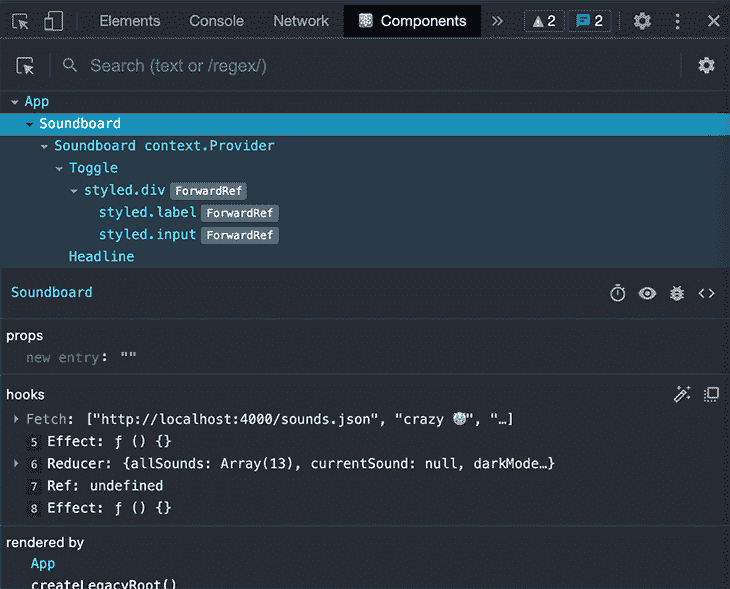 Elements Console Network Components » 2 2
Search (text or /regex/)
App
Soundboard
Soundboard context.Provider
Toggle
styled.div ForwardRef
styled.label ForwardRef
styled.input ForwardRef
Headline
Soundboard
props
new entry: ""
hooks
Fetch: ["http://localhost:4000/sounds.json", "crazy 🤡", "…]
5 Effect: ƒ () {}
6 Reducer: {allSounds: Array(13), currentSound: null, darkMode…}
7 Ref: undefined
8 Effect: ƒ () {}
rendered by
App
createLegacyRoot()